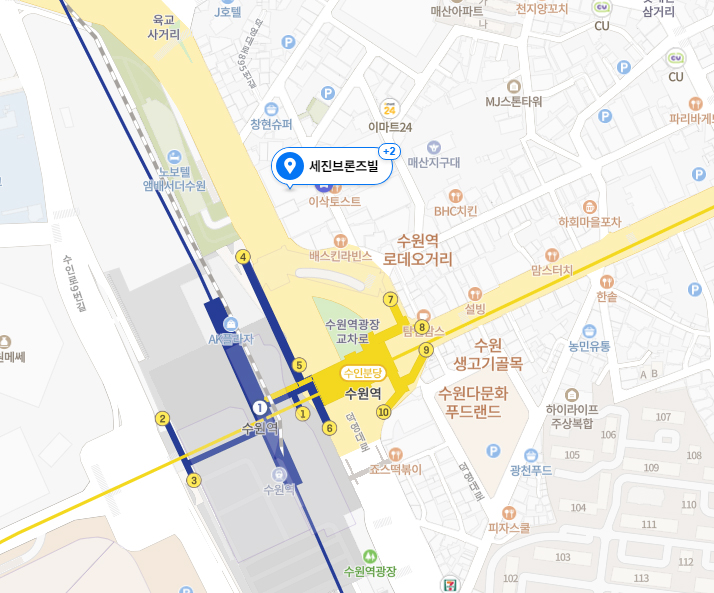 육교
사거리
J호텔
매산아파트
천지양꼬치
CU
삼거리
CU
파리바게
창현슈퍼
P
P
24
이마트24
MJ스톤타워
P
P
노보텔
앰배서더수원
세진브론즈빌
+2
매산지구대
P
이삭토스트
BHC치킨
하회마을포차
4
배스킨라빈스
수원역
로데오거리
맘스터치
한솥
P
7
설빙
수원역광장
교차로
8
9
농민유통
AK플라자
5
수인분당
수원역
10
수원
생고기골목
수원다문화
푸드랜드
A B
하이라이프
주상복합
1
1
6
수원역
2
3
수원역
죠스떡볶이
P
광천푸드
피자스쿨
수원역광장
7
P
107
106
105
108
109
104
110
111
103
112
102
113